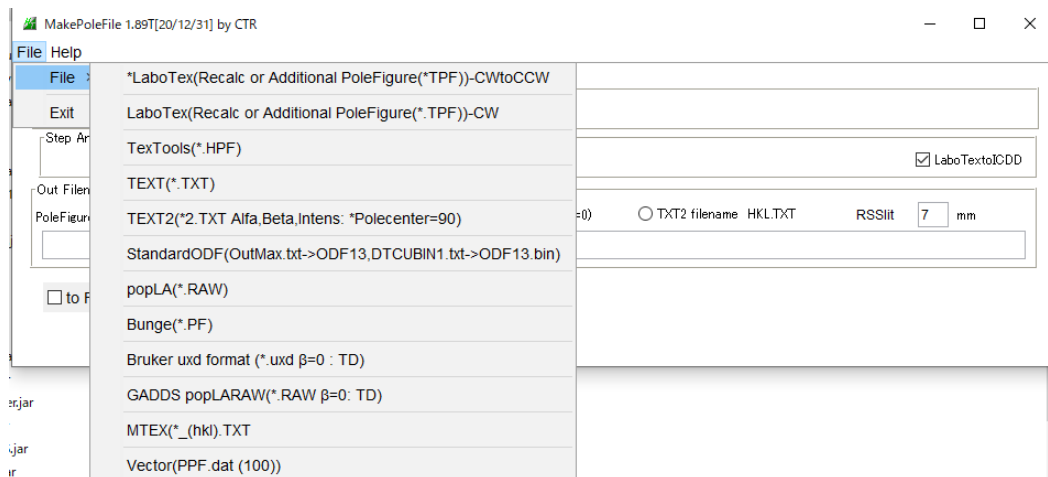 MakePoleFile 1.89T[20/12/31] by CTR
File Help
File
Exit
*LaboTex(Recalc or Additional PoleFigure(*TPF))-CWtoCCW
LaboTex(Recalc or Additional PoleFigure(*.TPF))-CW
TexTools(*.HPF)
TEXT(*.TXT)
TEXT2(*2.TXT Alfa,Beta,Intens: *Polecenter=90)
StandardODF(OutMax.txt->ODF13,DTCUBIN1.txt->ODF13.bin)
popLA(*.RAW)
Bunge(*.PF)
Bruker uxd format (*.uxd β=0 : TD)
GADDS popLARAW(*.RAW β=0: TD)
MTEX(*_(hkl).TXT
Vector(PPF.dat (100))
Step An
LaboTextoICDD
Out Filen
PoleFigure
=0)
TXT2 filename HKL.TXT
RSSlit 7 mm
to F
er.jar
s.jar
ar